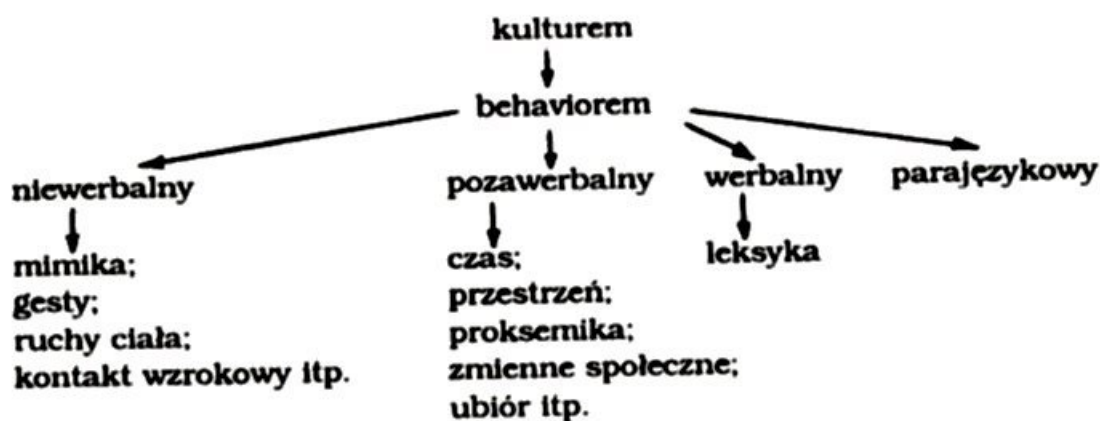 kulturem
behaviorem
niewerbalny
pozawerbalny
werbalny
parajęzykowy
mimika;
gesty;
ruchy ciała;
kontakt wzrokowy itp.
czas;
przestrzeń;
proksemika;
zmienne społeczne;
ubiór itp.
leksyka